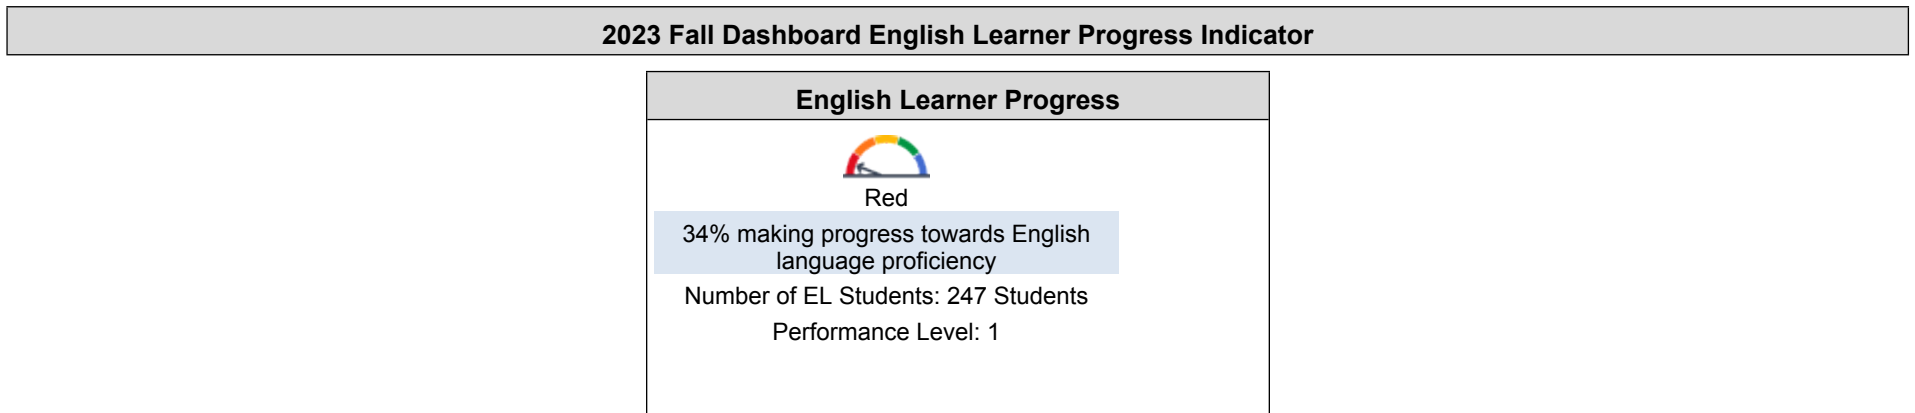 2023 Fall Dashboard English Learner Progress Indicator
English Learner Progress
Red
34% making progress towards English
language proficiency
Number of EL Students: 247 Students
Performance Level: 1